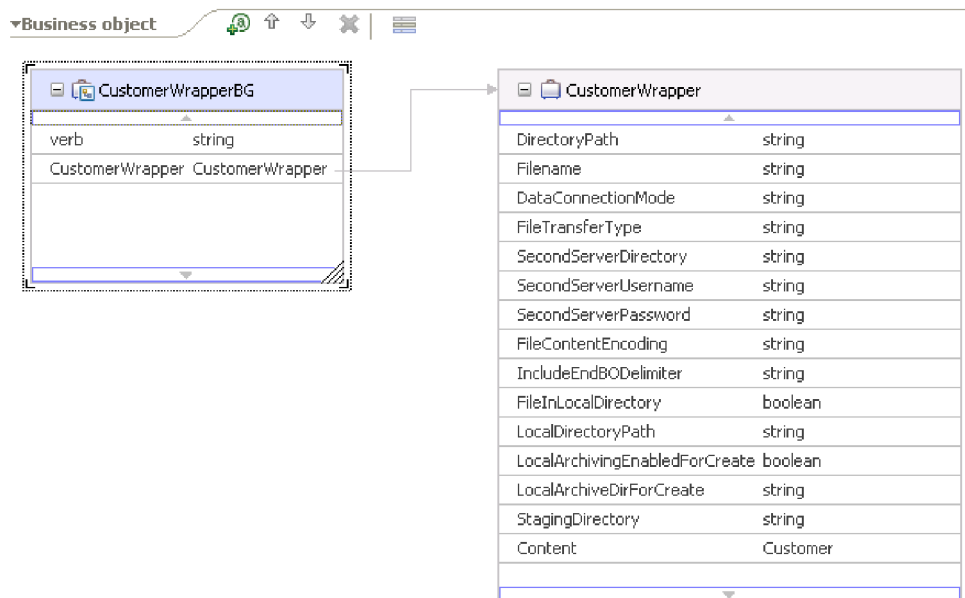 Business object
CustomerWrapperBG
verb string
CustomerWrapper CustomerWrapper
CustomerWrapper
DirectoryPath string
Filename string
DataConnectionMode string
FileTransferType string
SecondServerDirectory string
SecondServerUsername string
SecondServerPassword string
FileContentEncoding string
IncludeEndBODelimiter string
FileInLocalDirectory boolean
LocalDirectoryPath string
LocalArchivingEnabledForCreate boolean
LocalArchiveDirForCreate string
StagingDirectory string
Content Customer